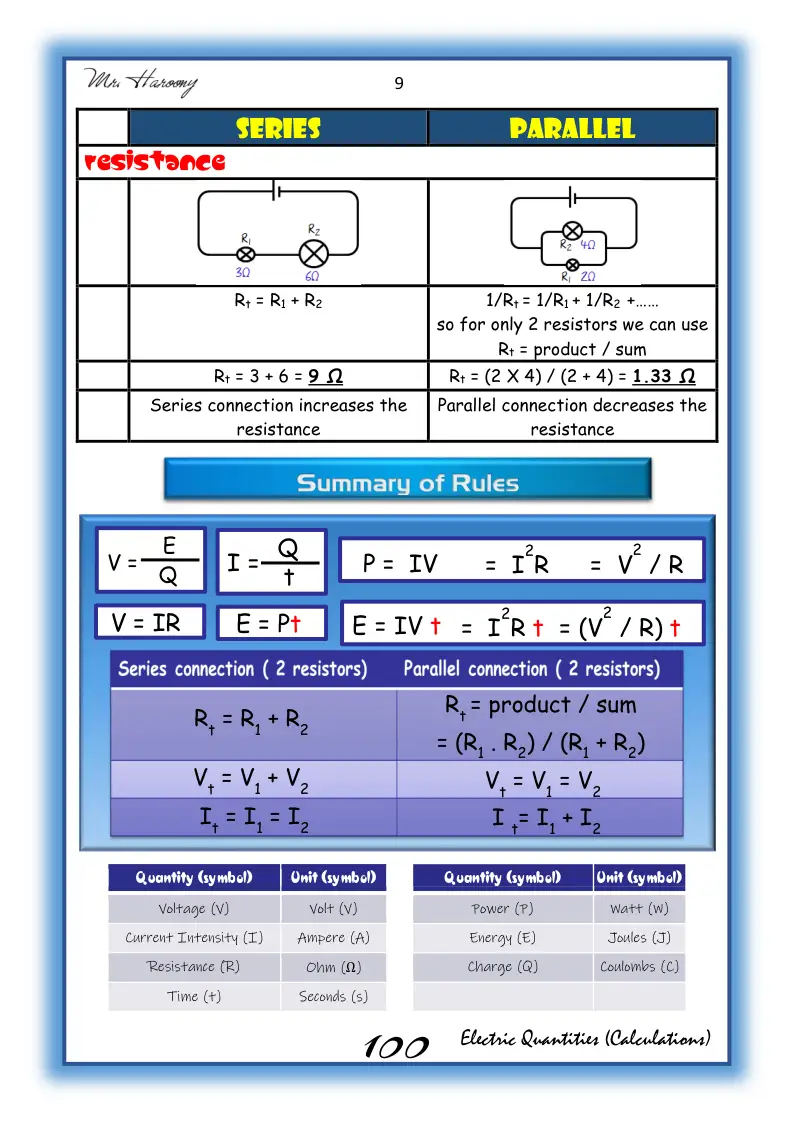 Mr. Haroony
9
SERIES PARALLEL
resistance
R1 R2
3Ω 6Ω
R2 4Ω
R1 2Ω
Rt = R1 + R2
1/Rt = 1/R1 + 1/R2 +......
so for only 2 resistors we can use
Rt = product / sum
Rt = 3 + 6 = 9 Ω
Rt = (2 X 4) / (2 + 4) = 1.33 Ω
Series connection increases the
resistance
Parallel connection decreases the
resistance
Summary of Rules
V = E / Q
I = Q / t
P = IV = I² R = V² / R
V = IR
E = Pt
E = IV t = I² R t = (V² / R) t
Series connection ( 2 resistors) Parallel connection ( 2 resistors)
Rt = R1 + R2
Rt = product / sum
= (R1 . R2) / (R1 + R2)
Vt = V1 + V2
Vt = V1 = V2
It = I1 = I2
I t = I1 + I2
Quantity (symbol) Unit (symbol)
Voltage (V) Volt (V)
Current Intensity (I) Ampere (A)
Resistance (R) Ohm (Ω)
Time (t) Seconds (s)
Quantity (symbol) Unit (symbol)
Power (P) Watt (W)
Energy (E) Joules (J)
Charge (Q) Coulombs (C)
100
Electric Quantities (Calculations)